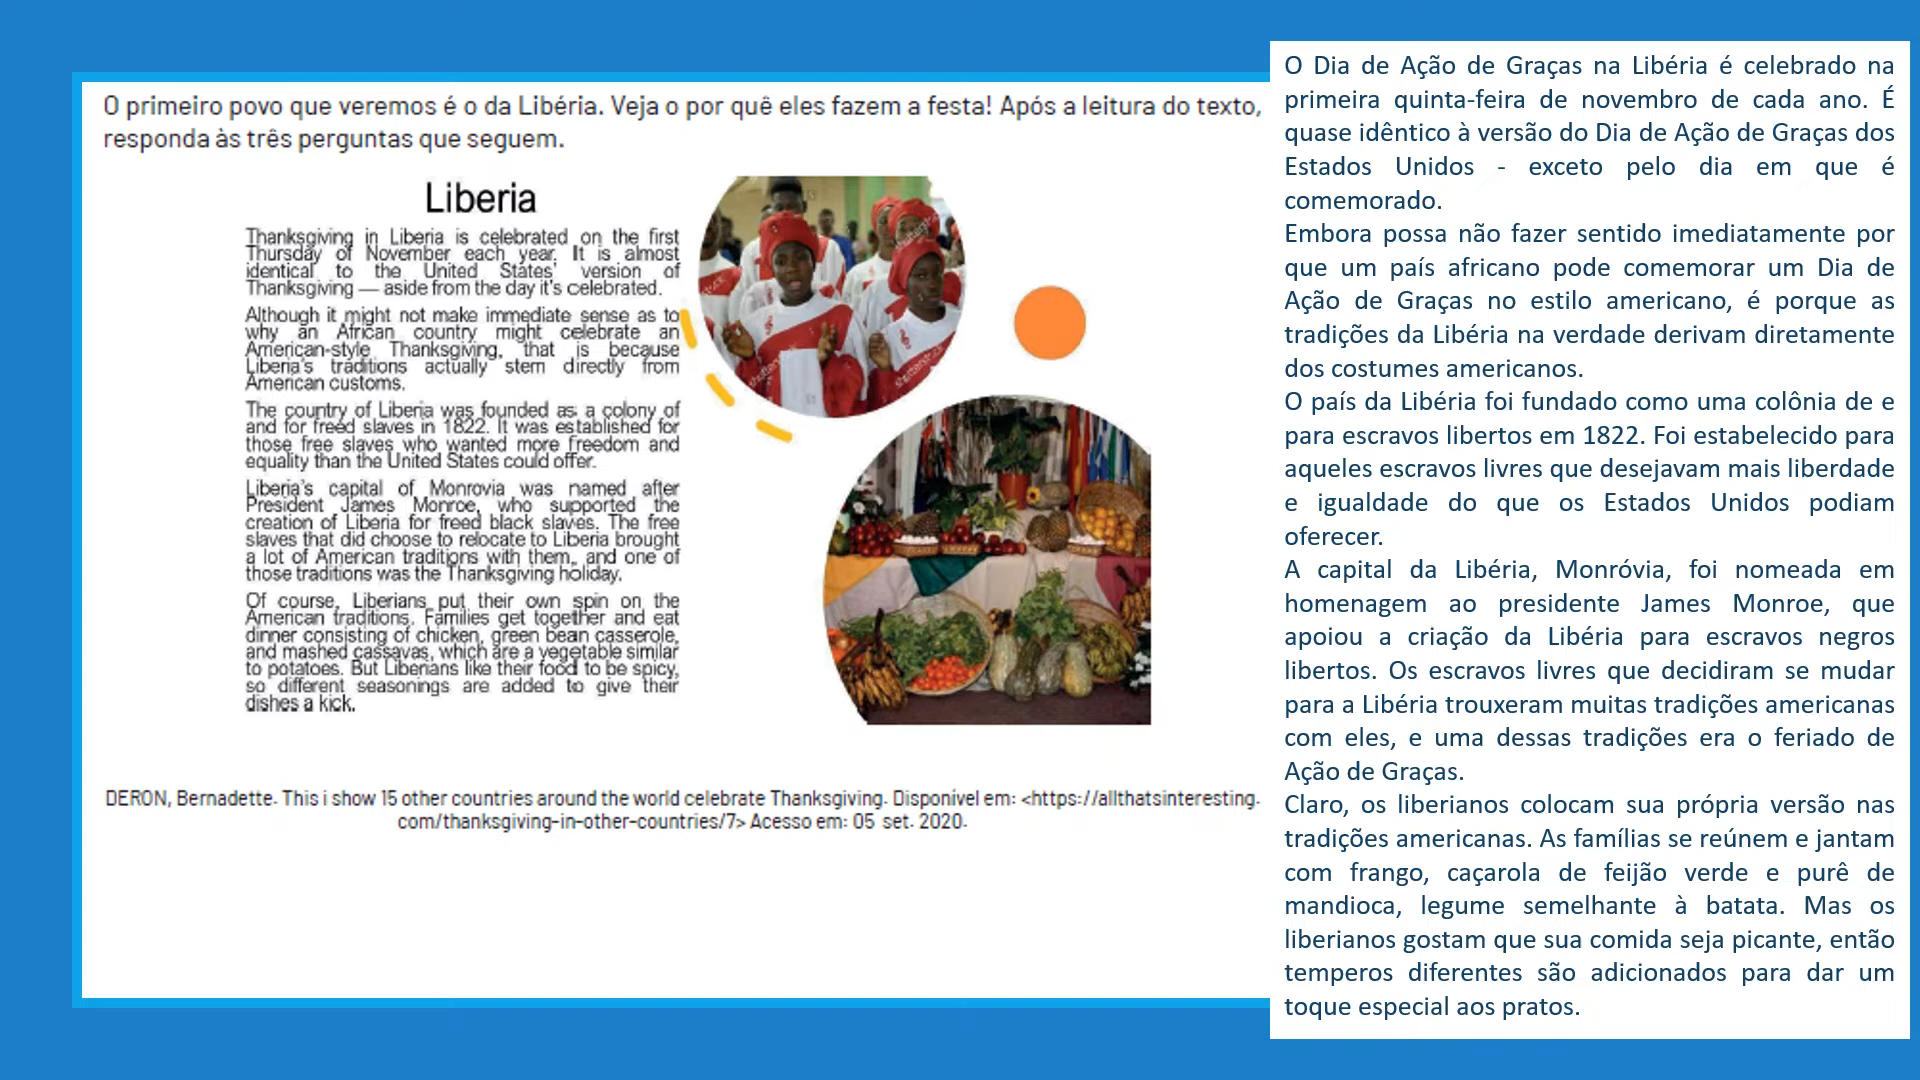 O primeiro povo que veremos é o da Libéria. Veja o por quê eles fazem a festa! Após a leitura do texto,
responda às três perguntas que seguem.
Liberia
Thanksgiving in Liberia is celebrated on the first
Thursday of November each year. It is almost
identical to the United States' version of
Thanksgiving — aside from the day it's celebrated.
Although it might not make immediate sense as to
why an African country might celebrate an
American-style Thanksgiving, that is because
Liberia's traditions actually stem directly from
American customs.
The country of Liberia was founded as a colony of
and for freed slaves in 1822. It was established for
those free slaves who wanted more freedom and
equality than the United States could offer.
Liberia's capital of Monrovia was named after
President James Monroe, who supported the
creation of Liberia for freed black slaves. The free
slaves that did choose to relocate to Liberia brought
a lot of American traditions with them, and one of
those traditions was the Thanksgiving holiday.
Of course, Liberians put their own spin on the
American traditions. Families get together and eat
dinner consisting of chicken, green bean casserole,
and mashed cassavas, which are a vegetable similar
to potatoes. But Liberians like their food to be spicy,
so different seasonings are added to give their
dishes a kick.
DERON, Bernadette. This i show 15 other countries around the world celebrate Thanksgiving. Disponível em: <https://allthatsinteresting.
com/thanksgiving-in-other-countries/7> Acesso em: 05 set. 2020.
O Dia de Ação de Graças na Libéria é celebrado na
primeira quinta-feira de novembro de cada ano. É
quase idêntico à versão do Dia de Ação de Graças dos
Estados Unidos - exceto pelo dia em que é
comemorado.
Embora possa não fazer sentido imediatamente por
que um país africano pode comemorar um Dia de
Ação de Graças no estilo americano, é porque as
tradições da Libéria na verdade derivam diretamente
dos costumes americanos.
O país da Libéria foi fundado como uma colônia de e
para escravos libertos em 1822. Foi estabelecido para
aqueles escravos livres que desejavam mais liberdade
e igualdade do que os Estados Unidos podiam
oferecer.
A capital da Libéria, Monróvia, foi nomeada em
homenagem ao presidente James Monroe, que
apoiou a criação da Libéria para escravos negros
libertos. Os escravos livres que decidiram se mudar
para a Libéria trouxeram muitas tradições americanas
com eles, e uma dessas tradições era o feriado de
Ação de Graças.
Claro, os liberianos colocam sua própria versão nas
tradições americanas. As famílias se reúnem e jantam
com frango, caçarola de feijão verde e purê de
mandioca, legume semelhante à batata. Mas os
liberianos gostam que sua comida seja picante, então
temperos diferentes são adicionados para dar um
toque especial aos pratos.